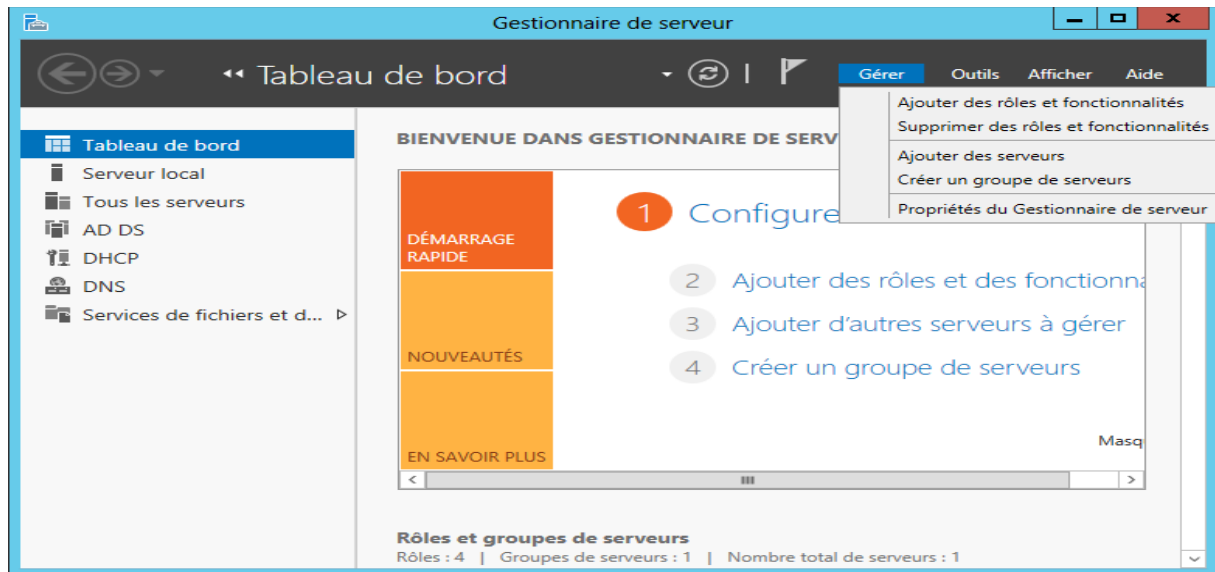 Gestionnaire de serveur
Tableau de bord
Gérer Outils Afficher Aide
Ajouter des rôles et fonctionnalités
Supprimer des rôles et fonctionnalités
Ajouter des serveurs
Créer un groupe de serveurs
Propriétés du Gestionnaire de serveur
Tableau de bord
Serveur local
Tous les serveurs
AD DS
DHCP
DNS
Services de fichiers et d...
BIENVENUE DANS GESTIONNAIRE DE SERV
DÉMARRAGE
RAPIDE
NOUVEAUTÉS
EN SAVOIR PLUS
1 Configure
2 Ajouter des rôles et des fonctionna
3 Ajouter d'autres serveurs à gérer
4 Créer un groupe de serveurs
Masq
Rôles et groupes de serveurs
Rôles : 4 | Groupes de serveurs : 1 | Nombre total de serveurs : 1